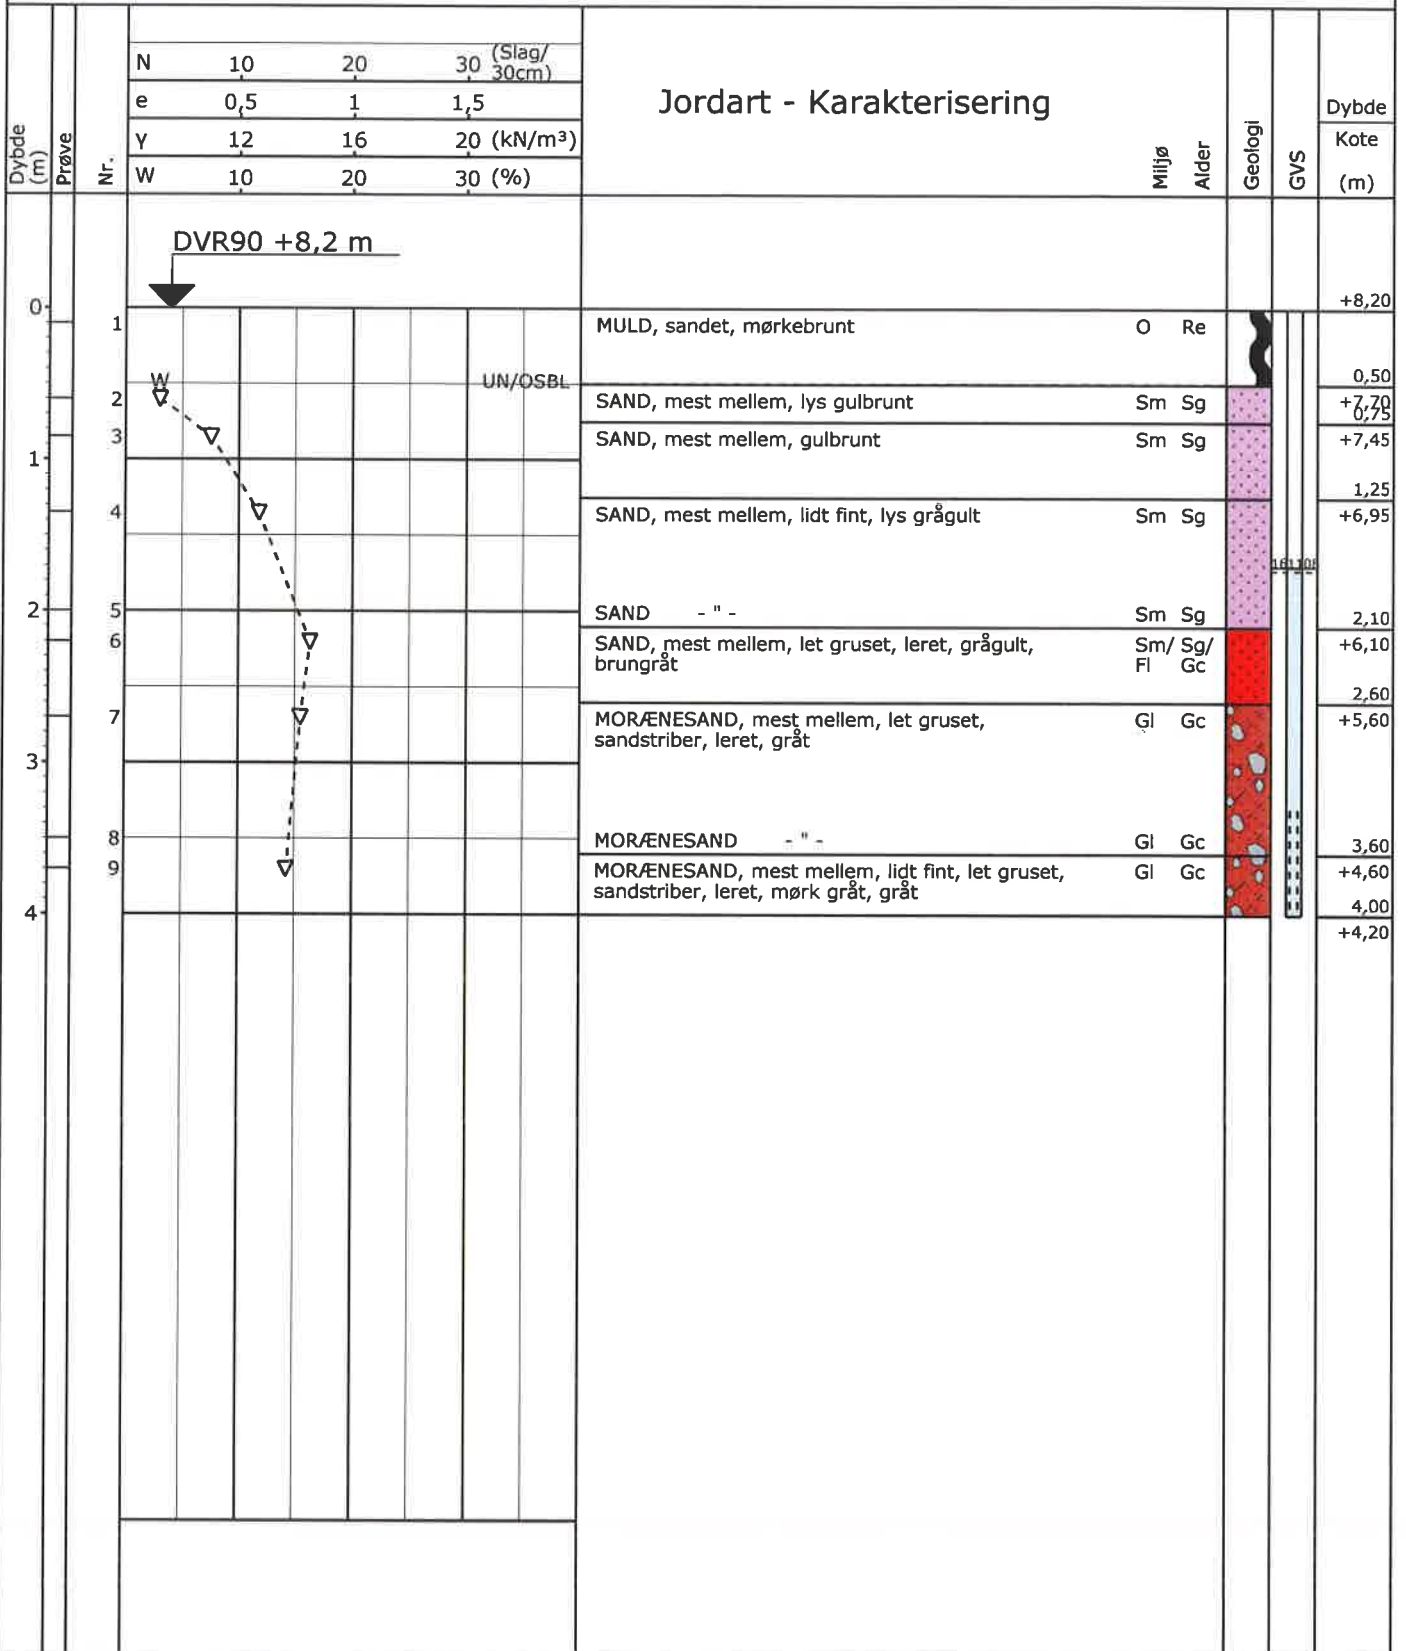 N 10 20 30 (Slag/30cm)
e 0,5 1 1,5
γ 12 16 20 (kN/m³)
W 10 20 30 (%)
Dybde (m)
Prøve
Nr.
Jordart - Karakterisering
Miljø
Alder
Geologi
GVS
Dybde
Kote
(m)
DVR90 +8,2 m
+8,20
0
1 MULD, sandet, mørkebrunt O Re
W UN/OSBL 0,50
2 SAND, mest mellem, lys gulbrunt Sm Sg +7,70
0,75
3 SAND, mest mellem, gulbrunt Sm Sg +7,45
1
1,25
4 SAND, mest mellem, lidt fint, lys grågult Sm Sg +6,95
2 5 SAND - " - Sm Sg 2,10
6 SAND, mest mellem, let gruset, leret, grågult, Sm/ Sg/ +6,10
brungråt Fl Gc
2,60
7 MORÆNESAND, mest mellem, let gruset, Gl Gc +5,60
sandstriber, leret, gråt
3
8 MORÆNESAND - " - Gl Gc 3,60
9 MORÆNESAND, mest mellem, lidt fint, let gruset, Gl Gc +4,60
sandstriber, leret, mørk gråt, gråt
4 4,00
+4,20